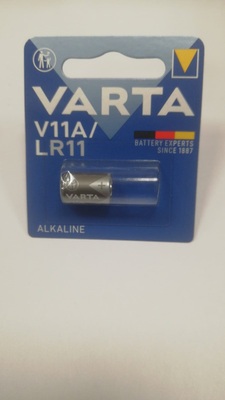 VARTA
V11A/
LR11
BATTERY EXPERTS
SINCE 1887
VARTA
ALKALINE